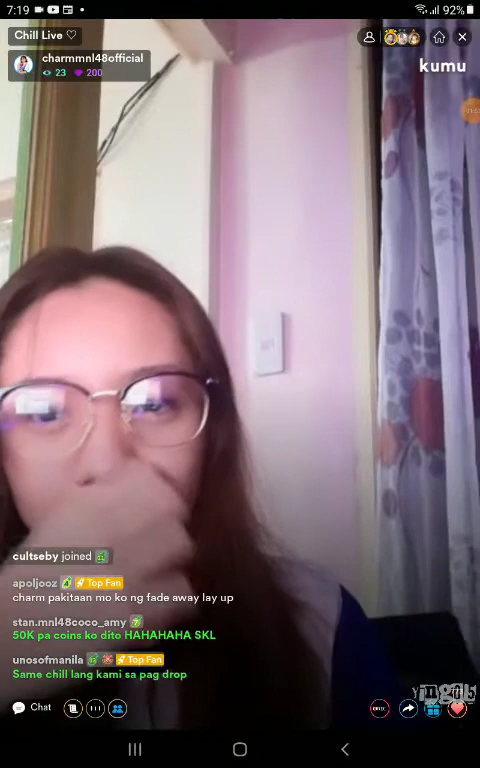 7:19
92%
Chill Live ♡
charmmnl48official
23 200
kumu
cultseby joined
apoljooz Top Fan
charm pakitaan mo ko ng fade away lay up
stan.mnl48coco_amy
50K pa coins ko dito HAHAHAHA SKL
unosofmanila Top Fan
Same chill lang kami sa pag drop
Chat
REC